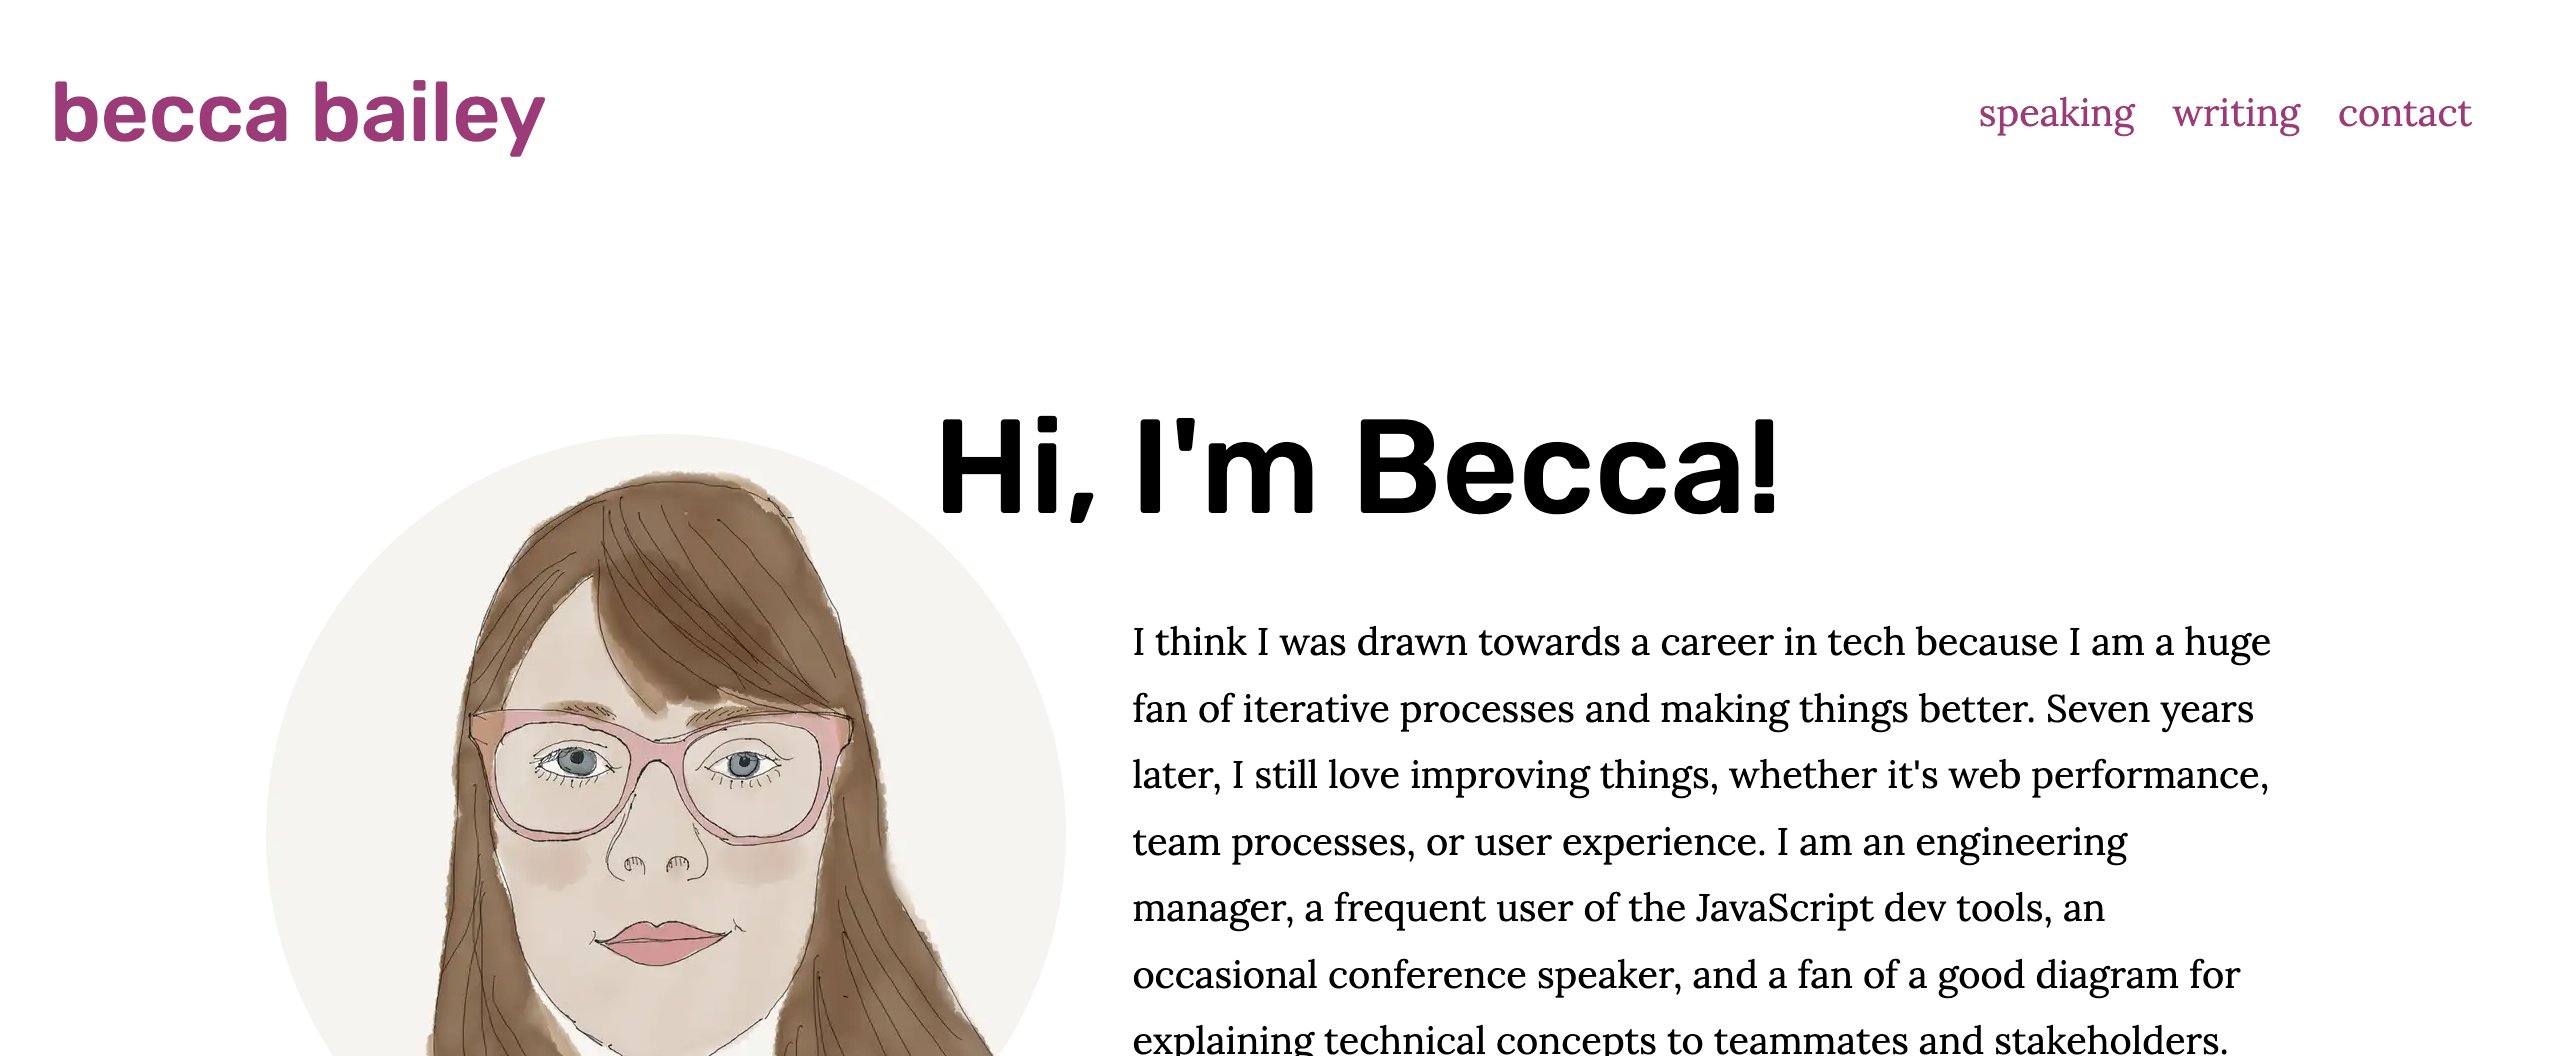 becca bailey
speaking writing contact
Hi, I'm Becca!
I think I was drawn towards a career in tech because I am a huge
fan of iterative processes and making things better. Seven years
later, I still love improving things, whether it's web performance,
team processes, or user experience. I am an engineering
manager, a frequent user of the JavaScript dev tools, an
occasional conference speaker, and a fan of a good diagram for
explaining technical concepts to teammates and stakeholders.